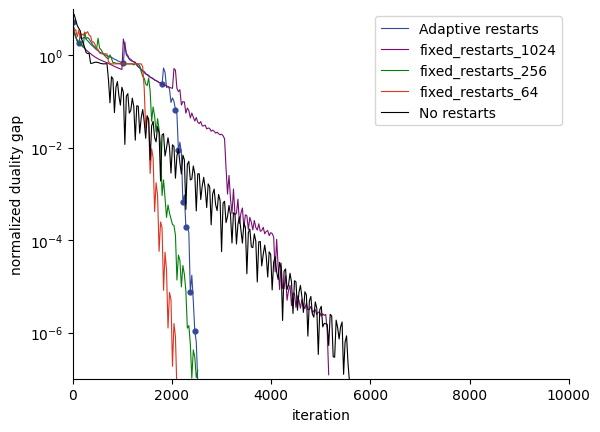 Adaptive restarts
fixed_restarts_1024
fixed_restarts_256
fixed_restarts_64
No restarts
normalized duality gap
10^0
10^−2
10^−4
10^−6
0 2000 4000 6000 8000 10000
iteration